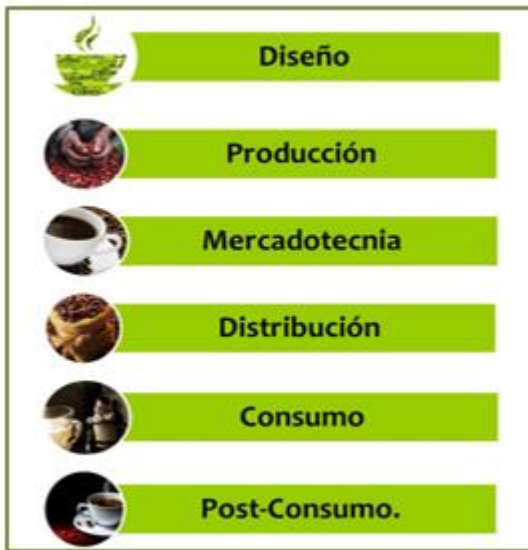 Diseño
Producción
Mercadotecnia
Distribución
Consumo
Post-Consumo.